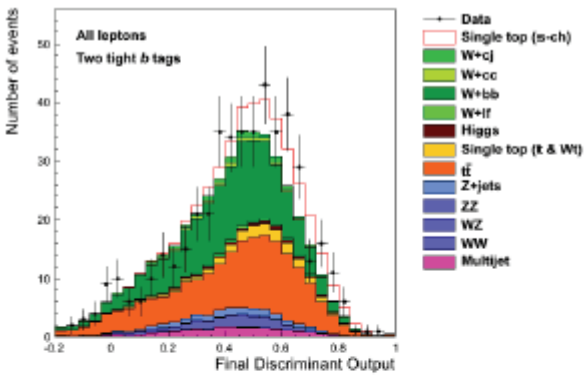 Number of events
50
40
30
20
10
0
All leptons
Two tight b tags
-0.2 0 0.2 0.4 0.6 0.8 1
Final Discriminant Output
Data
Single top (s-ch)
W+cj
W+cc
W+bb
W+lf
Higgs
Single top (t & Wt)
tt̄
Z+jets
ZZ
WZ
WW
Multijet